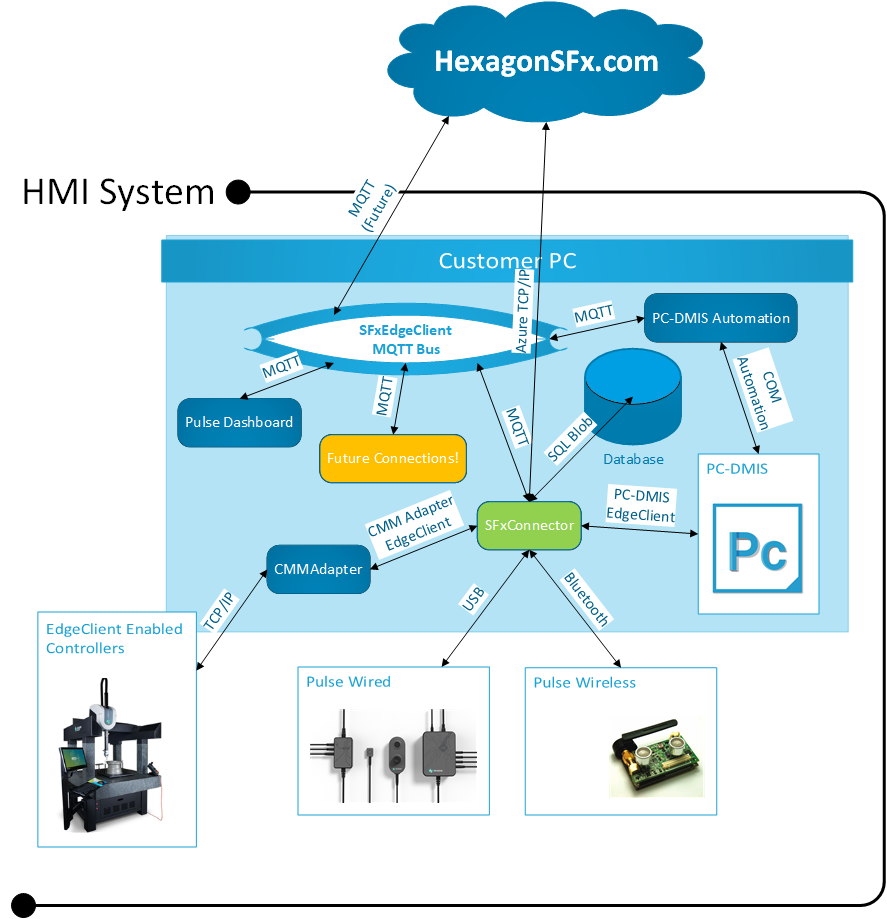 HexagonSFx.com
HMI System
MQTT
(Future)
Customer PC
Azure TCP/IP
SFxEdgeClient
MQTT Bus
MQTT
PC-DMIS Automation
MQTT
MQTT
MQTT
COM
Automation
Pulse Dashboard
Future Connections!
SQL Blob
Database
PC-DMIS
Pc
PC-DMIS
EdgeClient
SFxConnector
CMM Adapter
EdgeClient
CMMAdapter
TCP/IP
USB
Bluetooth
EdgeClient Enabled
Controllers
Pulse Wired
Pulse Wireless